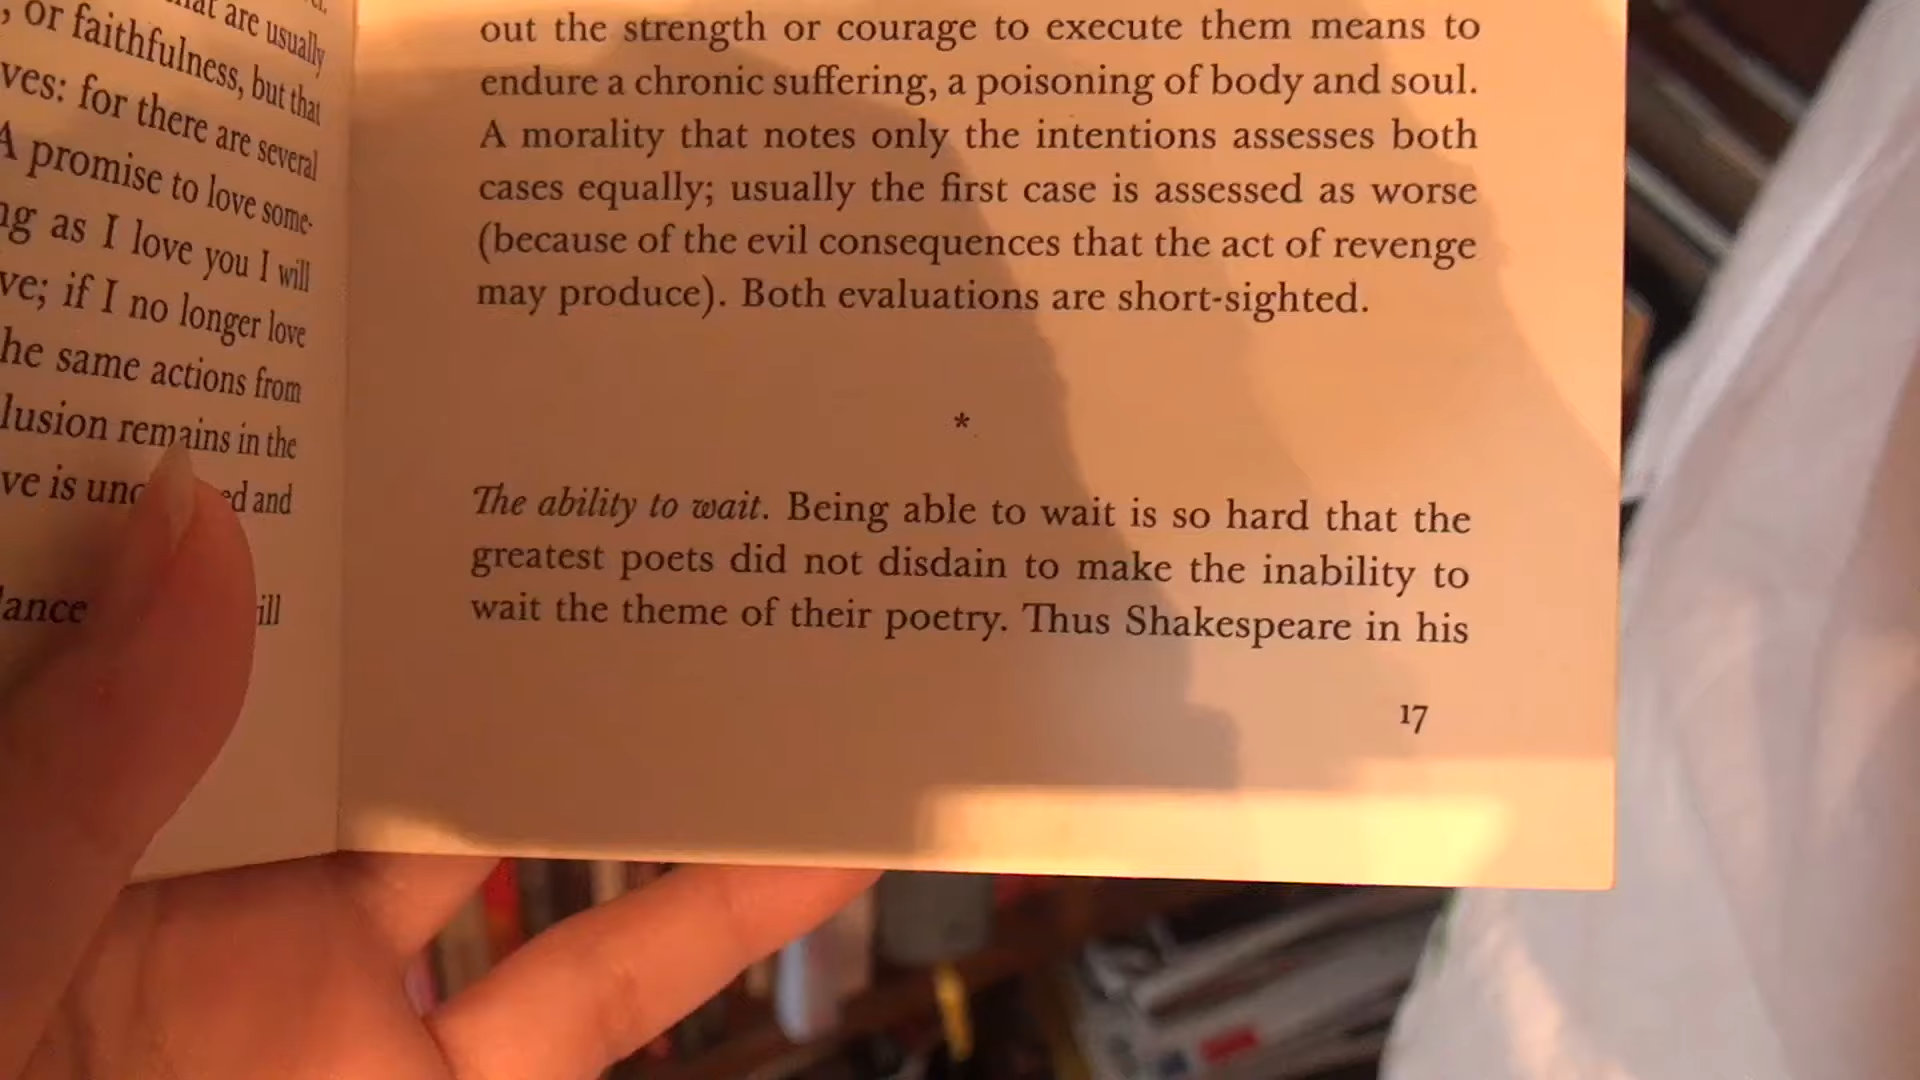 are usually
, or faithfulness, but that
ves: for there are several
A promise to love some-
ng as I love you I will
ve; if I no longer love
he same actions from
lusion remains in the
ve is and
lance
out the strength or courage to execute them means to
endure a chronic suffering, a poisoning of body and soul.
A morality that notes only the intentions assesses both
cases equally; usually the first case is assessed as worse
(because of the evil consequences that the act of revenge
may produce). Both evaluations are short-sighted.
*
The ability to wait. Being able to wait is so hard that the
greatest poets did not disdain to make the inability to
wait the theme of their poetry. Thus Shakespeare in his
17